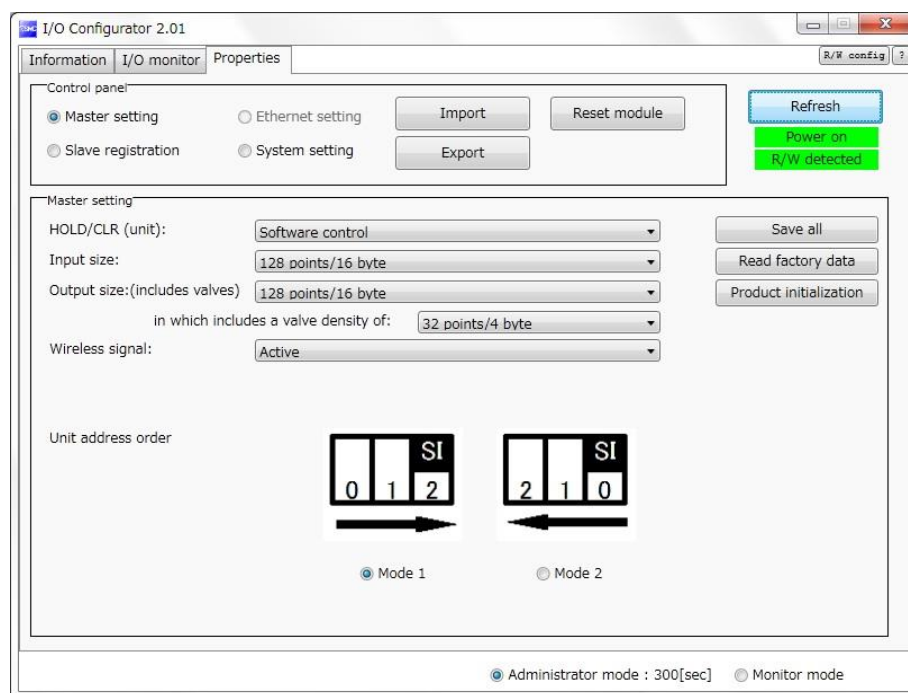 SMC I/O Configurator 2.01
Information I/O monitor Properties R/W config ?
Control panel
Master setting Ethernet setting Import Reset module Refresh
Power on
Slave registration System setting Export
R/W detected
Master setting
HOLD/CLR (unit): Software control Save all
Input size: 128 points/16 byte Read factory data
Output size:(includes valves) 128 points/16 byte Product initialization
in which includes a valve density of: 32 points/4 byte
Wireless signal: Active
Unit address order
SI SI
0 1 2 2 1 0
Mode 1 Mode 2
Administrator mode : 300[sec] Monitor mode